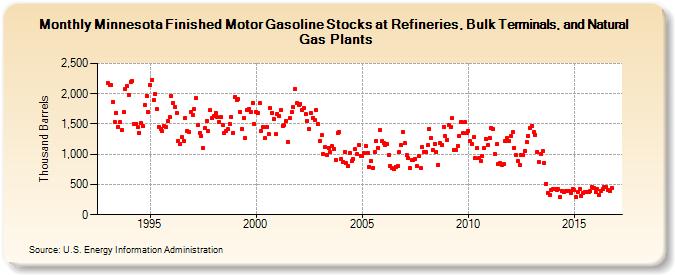 Monthly Minnesota Finished Motor Gasoline Stocks at Refineries, Bulk Terminals, and Natural
Gas Plants
Thousand Barrels
2,500
2,000
1,500
1,000
500
0
1995
2000
2005
2010
2015
Source: U.S. Energy Information Administration